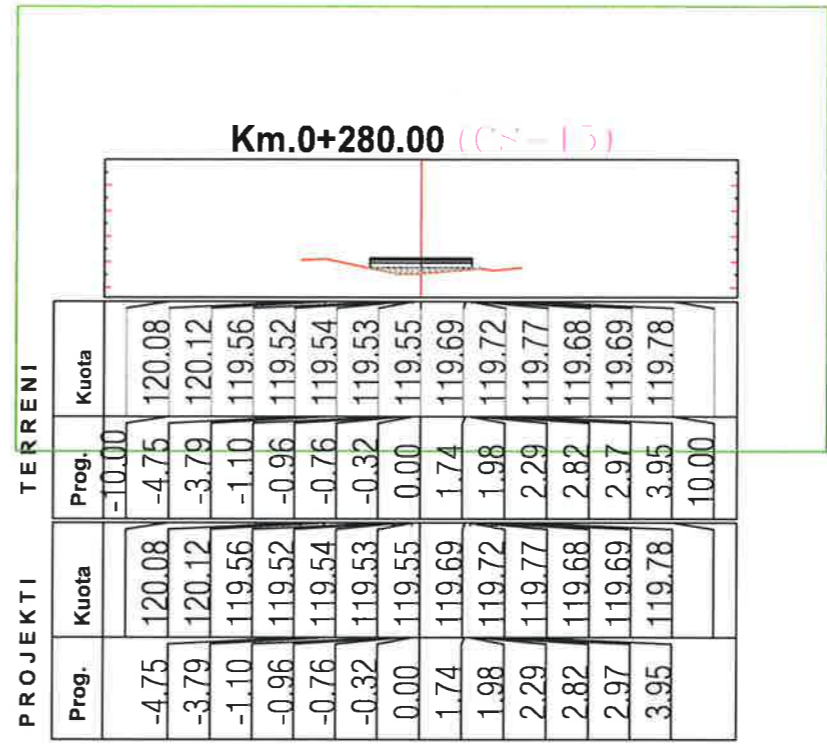 Km.0+280.00 (CS-15)
TERRENI
Kuota 120.08 120.12 119.56 119.52 119.54 119.53 119.55 119.69 119.72 119.77 119.68 119.69 119.78
Prog. -10.00 -4.75 -3.79 -1.10 -0.96 -0.76 -0.32 0.00 1.74 1.98 2.29 2.82 2.97 3.95 10.00
PROJEKTI
Kuota 120.08 120.12 119.56 119.52 119.54 119.53 119.55 119.69 119.72 119.77 119.68 119.69 119.78
Prog. -4.75 -3.79 -1.10 -0.96 -0.76 -0.32 0.00 1.74 1.98 2.29 2.82 2.97 3.95